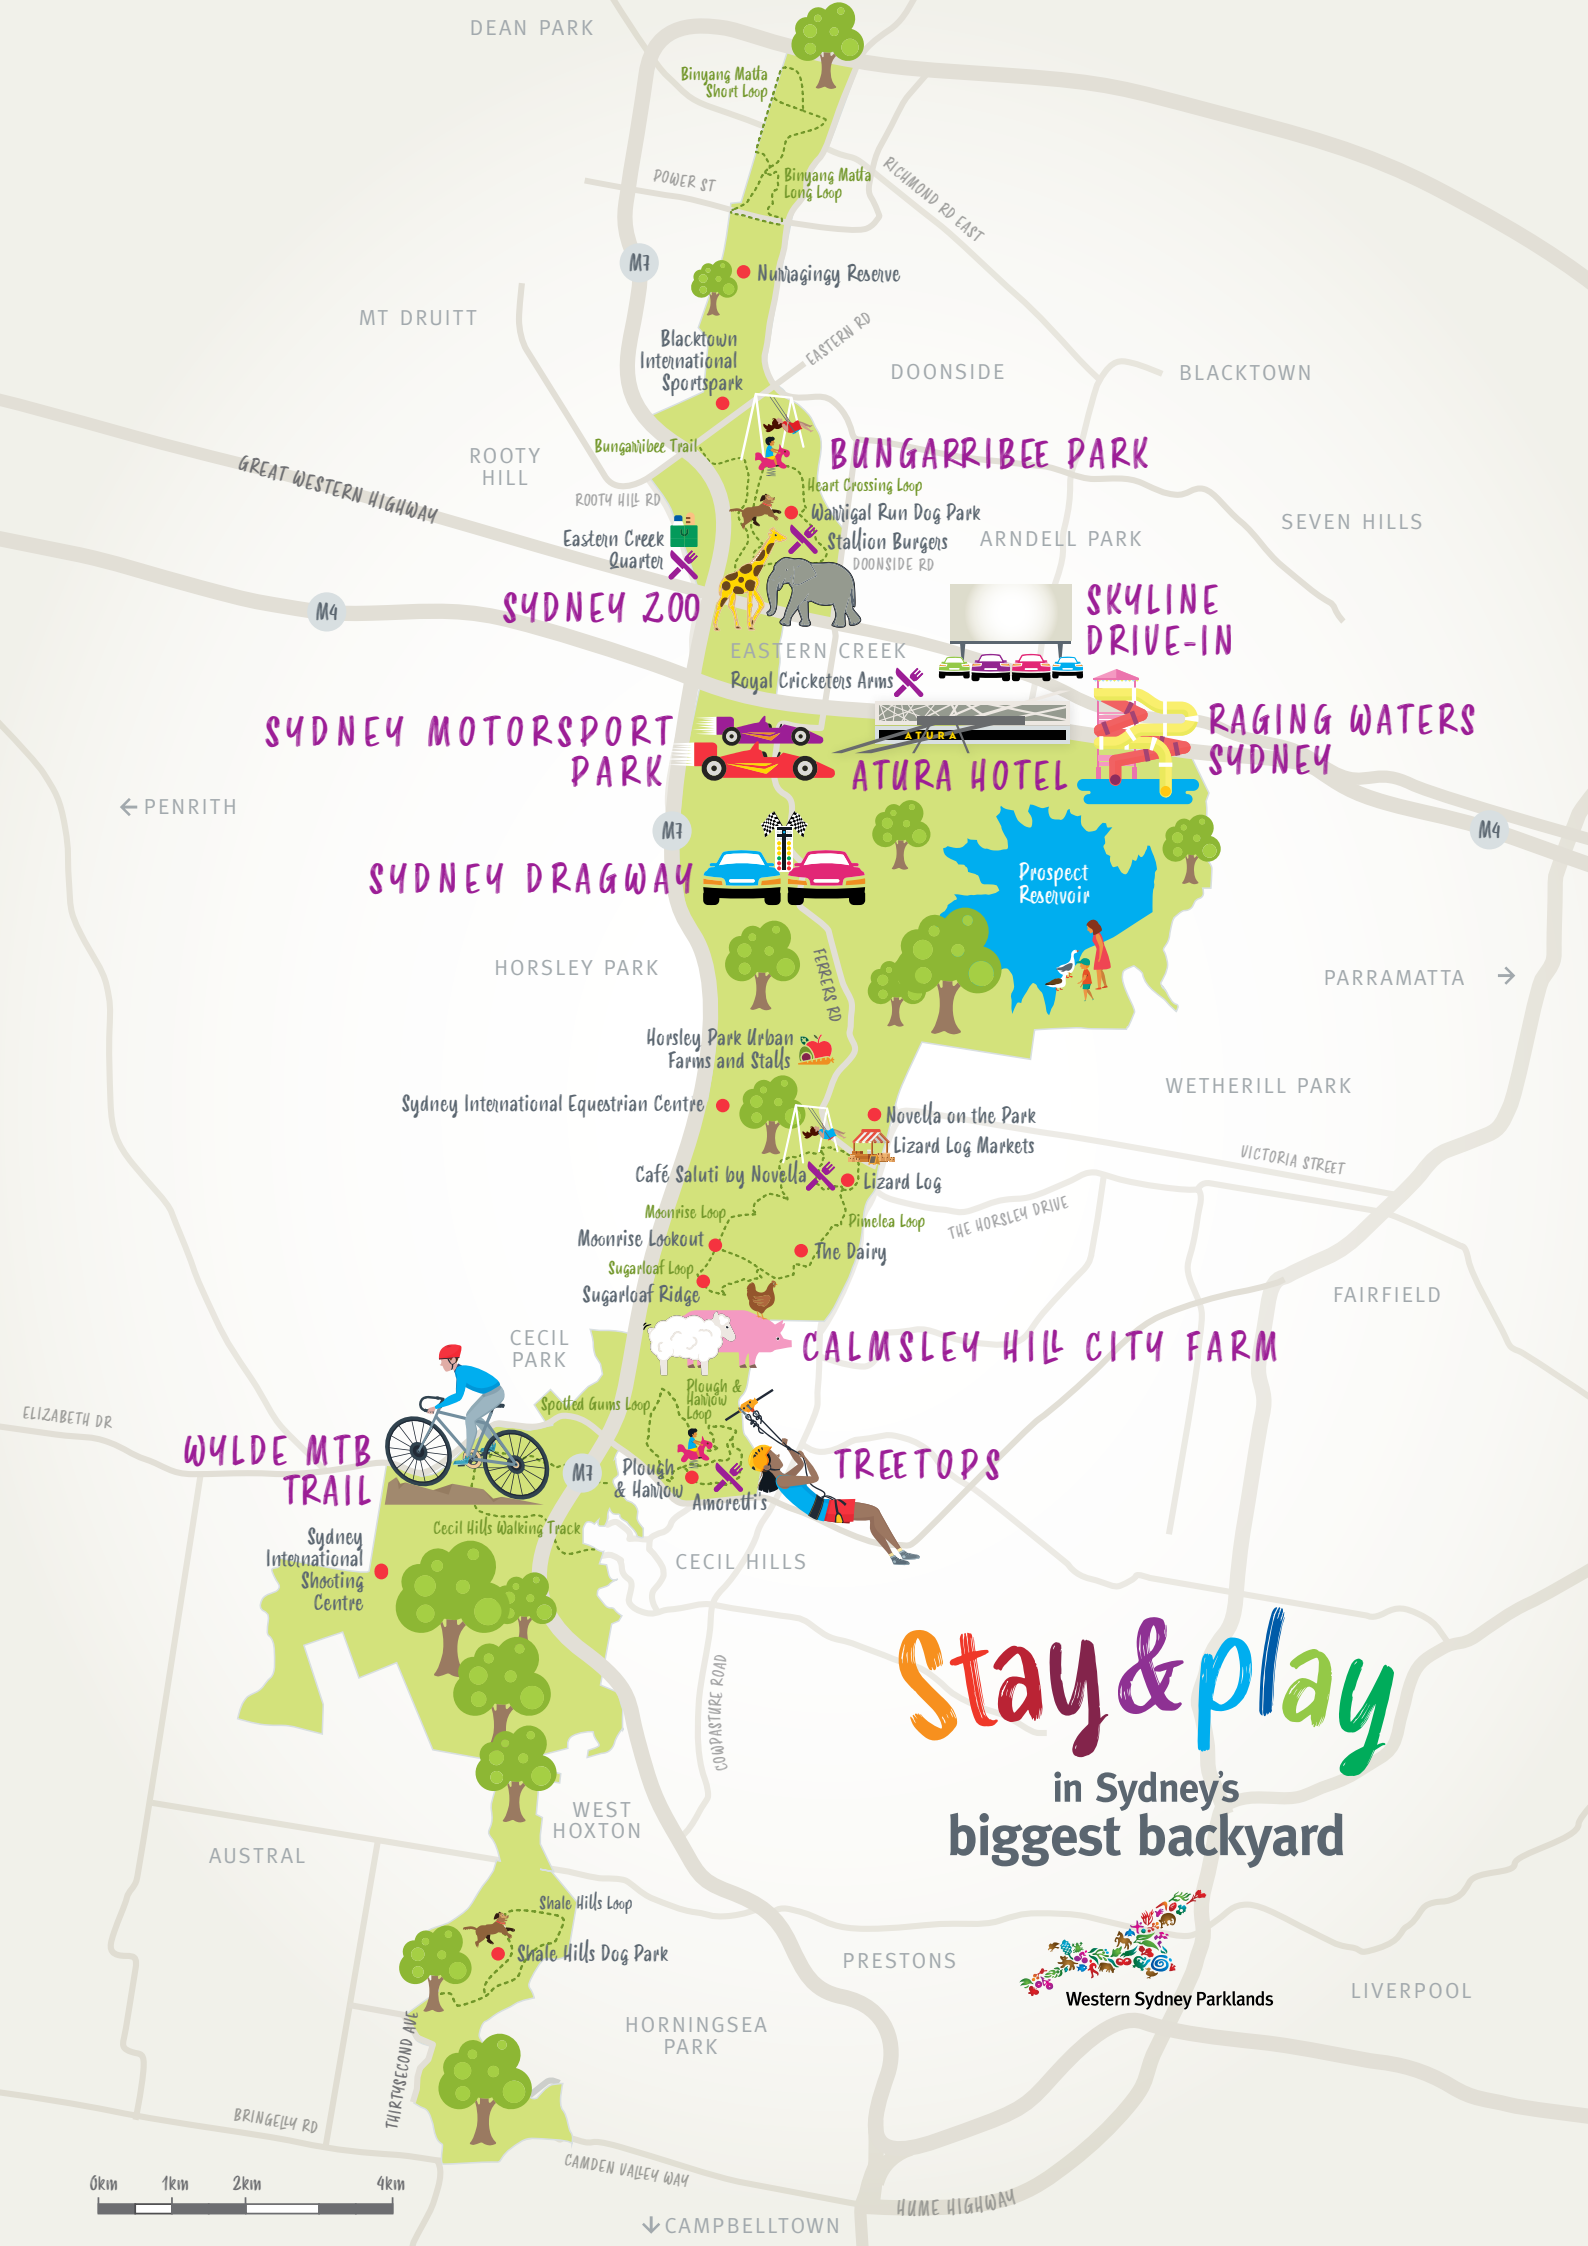 DEAN PARK
Binyang Matta
Short Loop
POWER ST
Binyang Matta
Long Loop
RICHMOND RD EAST
M7
Nurragingy Reserve
MT DRUITT
Blacktown
International
Sportspark
EASTERN RD
DOONSIDE
BLACKTOWN
ROOTY
HILL
Bungarribee Trail
BUNGARRIBEE PARK
GREAT WESTERN HIGHWAY
ROOTY HILL RD
Heart Crossing Loop
Warrigal Run Dog Park
SEVEN HILLS
Eastern Creek
Quarter
Stallion Burgers
ARNDELL PARK
DOONSIDE RD
M4
SYDNEY ZOO
SKYLINE
DRIVE-IN
EASTERN CREEK
Royal Cricketers Arms
SYDNEY MOTORSPORT
PARK
ATURA
ATURA HOTEL
RAGING WATERS
SYDNEY
← PENRITH
M7
M4
SYDNEY DRAGWAY
Prospect
Reservoir
HORSLEY PARK
FERRERS RD
PARRAMATTA →
Horsley Park Urban
Farms and Stalls
WETHERILL PARK
Sydney International Equestrian Centre
Novella on the Park
Lizard Log Markets
VICTORIA STREET
Café Saluti by Novella
Lizard Log
Moonrise Loop
Pimelea Loop
THE HORSLEY DRIVE
Moonrise Lookout
The Dairy
Sugarloaf Loop
Sugarloaf Ridge
FAIRFIELD
CECIL
PARK
CALMSLEY HILL CITY FARM
Spotted Gums Loop
Plough &
Harrow
Loop
ELIZABETH DR
WYLDE MTB
TRAIL
M7
Plough
& Harrow
Amoretti's
TREETOPS
Cecil Hills Walking Track
Sydney
International
Shooting
Centre
CECIL HILLS
COWPASTURE ROAD
Stay & play
in Sydney's
biggest backyard
WEST
HOXTON
AUSTRAL
Shale Hills Loop
Shale Hills Dog Park
PRESTONS
Western Sydney Parklands
LIVERPOOL
HORNINGSEA
PARK
THIRTYSECOND AVE
BRINGELLY RD
CAMDEN VALLEY WAY
0km 1km 2km 4km
HUME HIGHWAY
↓ CAMPBELLTOWN